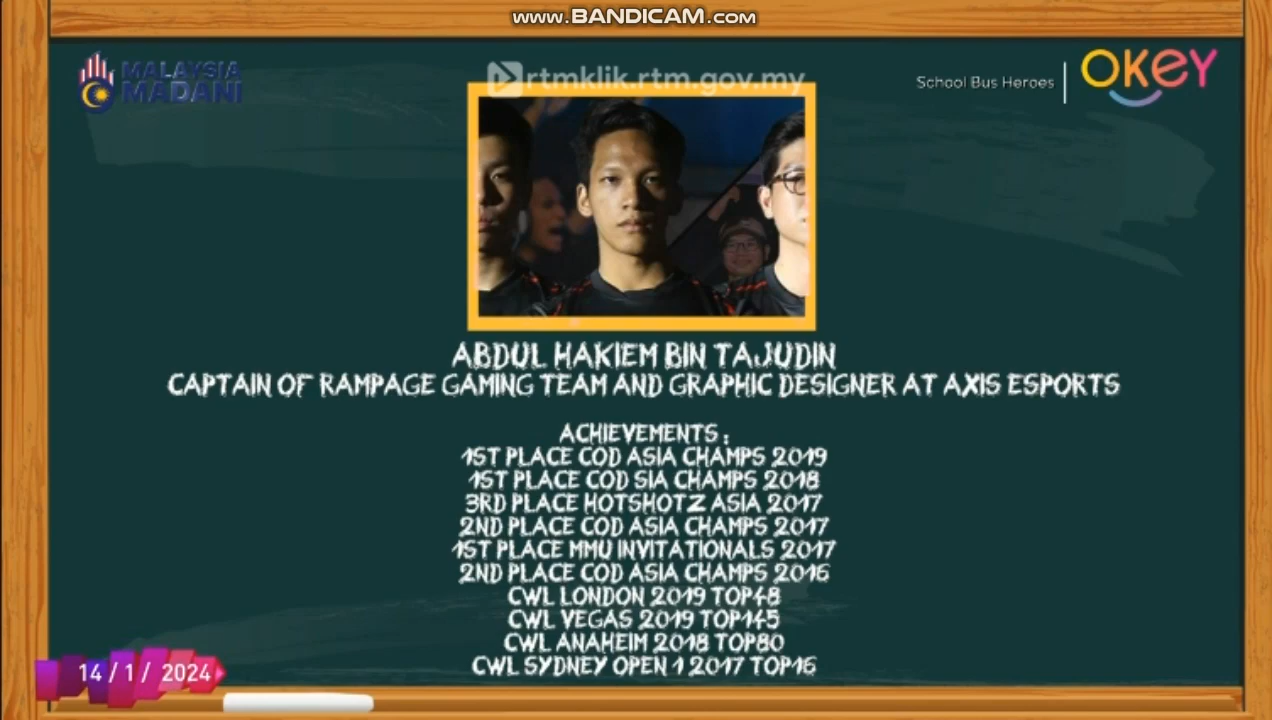 www.BANDICAM.com
MALAYSIA
MADANI
rtmklik.rtm.gov.my
School Bus Heroes
OKeY
ABDUL HAKIEM BIN TAJUDIN
CAPTAIN OF RAMPAGE GAMING TEAM AND GRAPHIC DESIGNER AT AXIS ESPORTS
ACHIEVEMENTS :
1ST PLACE COD ASIA CHAMPS 2019
1ST PLACE COD SIA CHAMPS 2018
3RD PLACE HOTSHOTZ ASIA 2017
2ND PLACE COD ASIA CHAMPS 2017
1ST PLACE MMU INVITATIONALS 2017
2ND PLACE COD ASIA CHAMPS 2016
CWL LONDON 2019 TOP48
CWL VEGAS 2019 TOP145
CWL ANAHEIM 2018 TOP80
CWL SYDNEY OPEN 1 2017 TOP16
14 / 1 / 2024